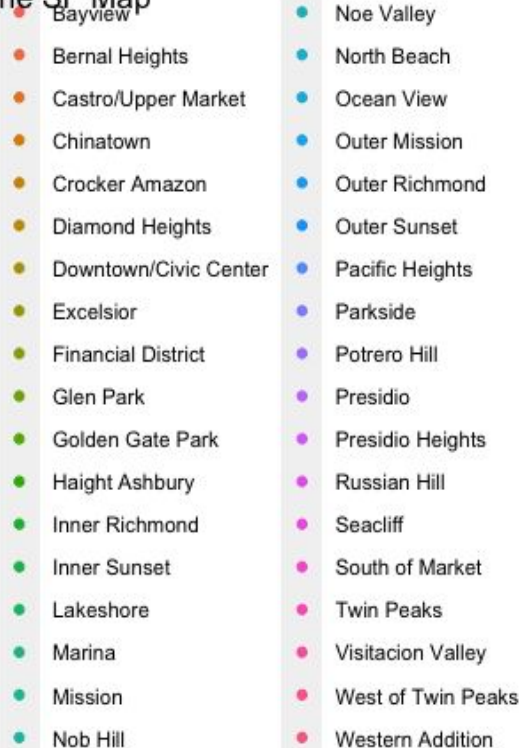 Map
Bayview
Bernal Heights
Castro/Upper Market
Chinatown
Crocker Amazon
Diamond Heights
Downtown/Civic Center
Excelsior
Financial District
Glen Park
Golden Gate Park
Haight Ashbury
Inner Richmond
Inner Sunset
Lakeshore
Marina
Mission
Nob Hill
Noe Valley
North Beach
Ocean View
Outer Mission
Outer Richmond
Outer Sunset
Pacific Heights
Parkside
Potrero Hill
Presidio
Presidio Heights
Russian Hill
Seacliff
South of Market
Twin Peaks
Visitacion Valley
West of Twin Peaks
Western Addition